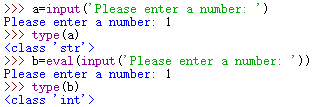 >>> a=input('Please enter a number: ')
Please enter a number: 1
>>> type(a)
<class 'str'>
>>> b=eval(input('Please enter a number: '))
Please enter a number: 1
>>> type(b)
<class 'int'>